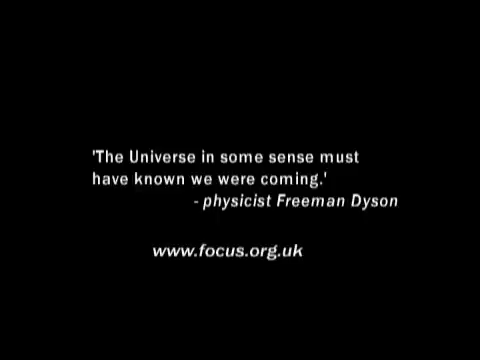 'The Universe in some sense must
have known we were coming.'
- physicist Freeman Dyson
www.focus.org.uk